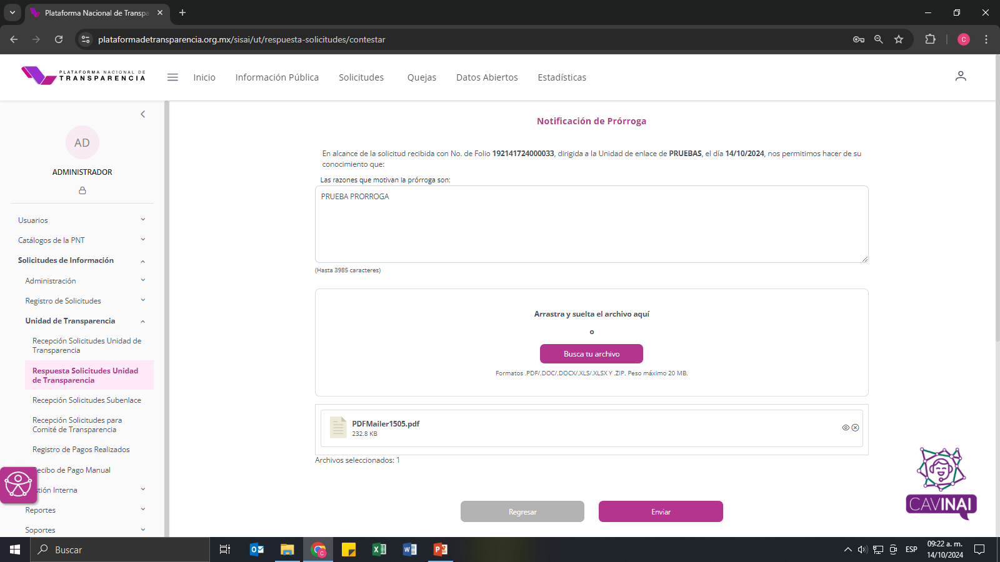 Plataforma Nacional de Transpa
plataformadetransparencia.org.mx/sisai/ut/respuesta-solicitudes/contestar
C
PLATAFORMA NACIONAL DE
TRANSPARENCIA
Inicio
Información Pública
Solicitudes
Quejas
Datos Abiertos
Estadísticas
AD
ADMINISTRADOR
Usuarios
Catálogos de la PNT
Solicitudes de Información
Administración
Registro de Solicitudes
Unidad de Transparencia
Recepción Solicitudes Unidad de
Transparencia
Respuesta Solicitudes Unidad
de Transparencia
Recepción Solicitudes Subenlace
Recepción Solicitudes para
Comité de Transparencia
Registro de Pagos Realizados
ecibo de Pago Manual
stión Interna
Reportes
Soportes
Notificación de Prórroga
En alcance de la solicitud recibida con No. de Folio 192141724000033, dirigida a la Unidad de enlace de PRUEBAS, el día 14/10/2024, nos permitimos hacer de su
conocimiento que:
Las razones que motivan la prórroga son:
PRUEBA PRORROGA
(Hasta 3985 caracteres)
Arrastra y suelta el archivo aquí
o
Busca tu archivo
Formatos .PDF/.DOC/.DOCX/.XLS/.XLSX Y .ZIP. Peso máximo 20 MB.
PDFMailer1505.pdf
232.8 KB
Archivos seleccionados: 1
Regresar
Enviar
CAVINAI
Buscar
ESP
09:22 a. m.
14/10/2024